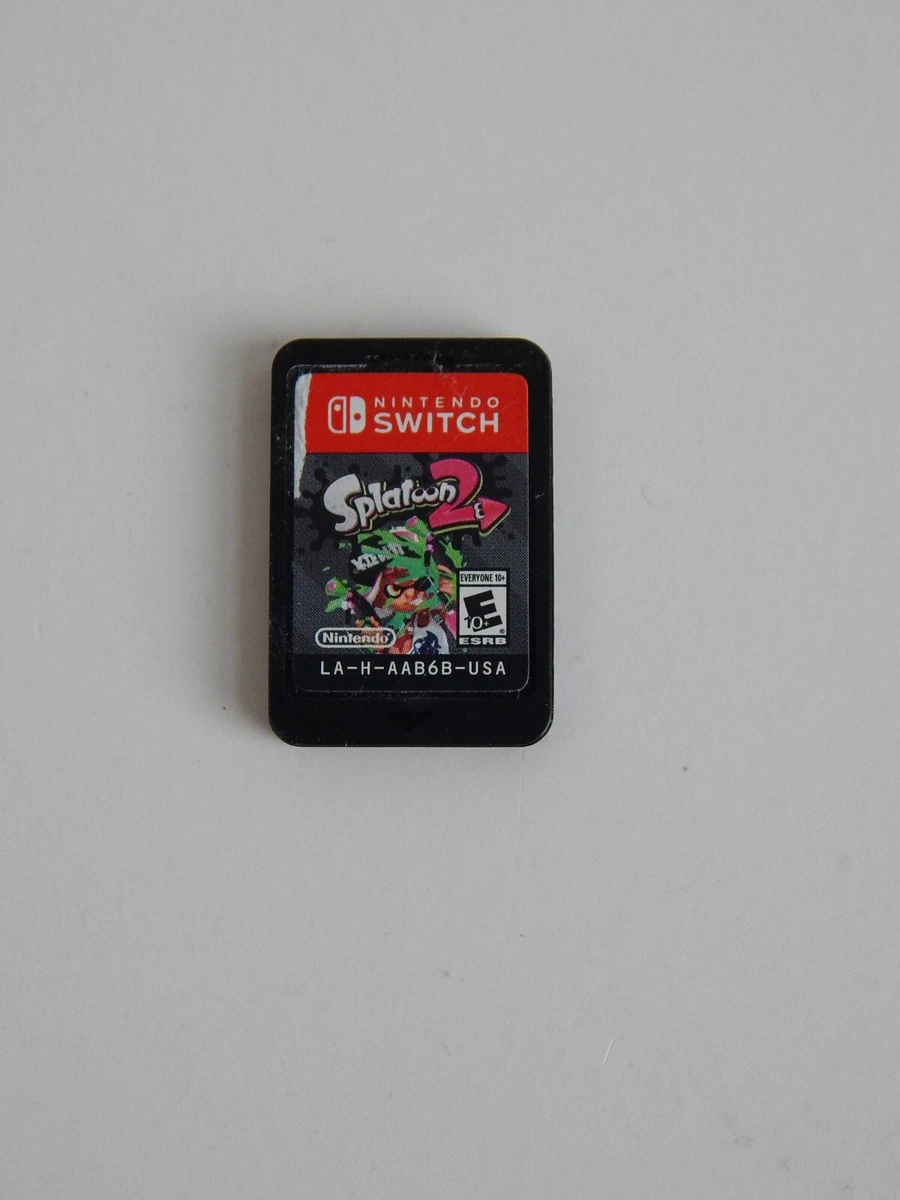 NINTENDO
SWITCH
Splatoon 2
EVERYONE 10+
E
10+
ESRB
Nintendo
LA-H-AAB6B-USA